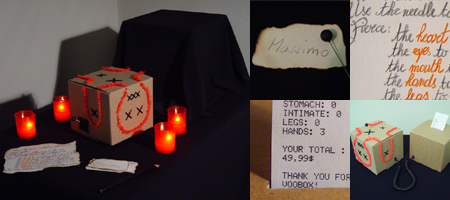 Massimo
Use the needle to
Pierce:
the heart
the eyes to
the mouth
the hands to
the legs to
STOMACH: 0
INTIMATE: 0
LEGS: 0
HANDS: 3
YOUR TOTAL :
49.99$
THANK YOU FOR
VOOBOX!